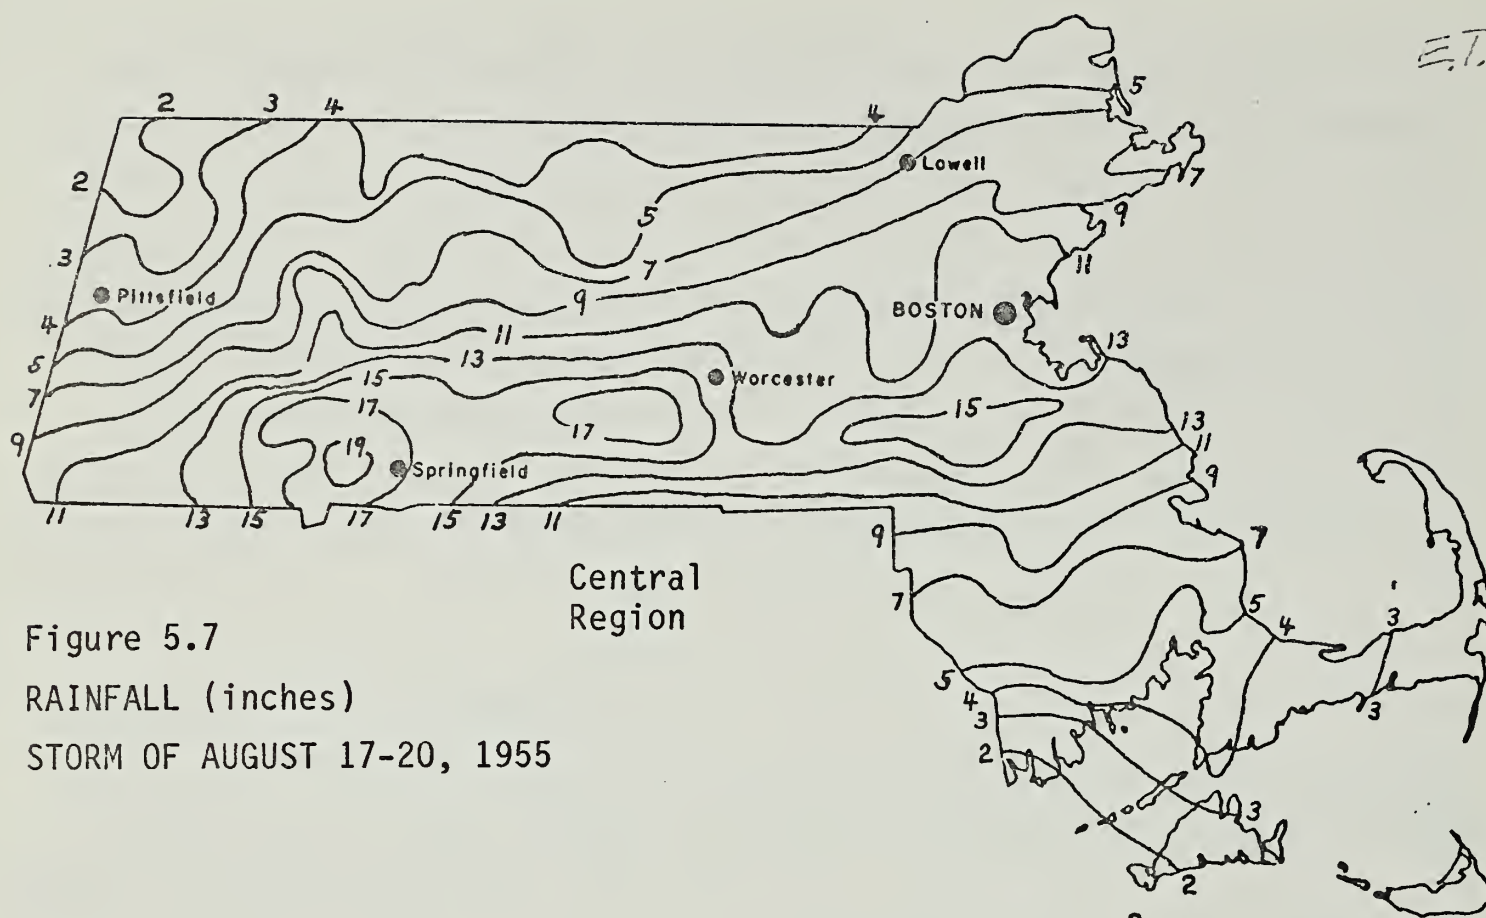 E.T.
2 3 4 4
5
Lowell
2
7
5
9
3
7
11
Pittsfield
9
BOSTON
4
11
13
5
13
15
Worcester
7
17
15
9
17
13
19
11
Springfield
9
11 13 15 17 15 13 11
9
7
Central
Region
7
5
4
3
Figure 5.7
RAINFALL (inches)
5
4
3
3
STORM OF AUGUST 17-20, 1955
2
3
2